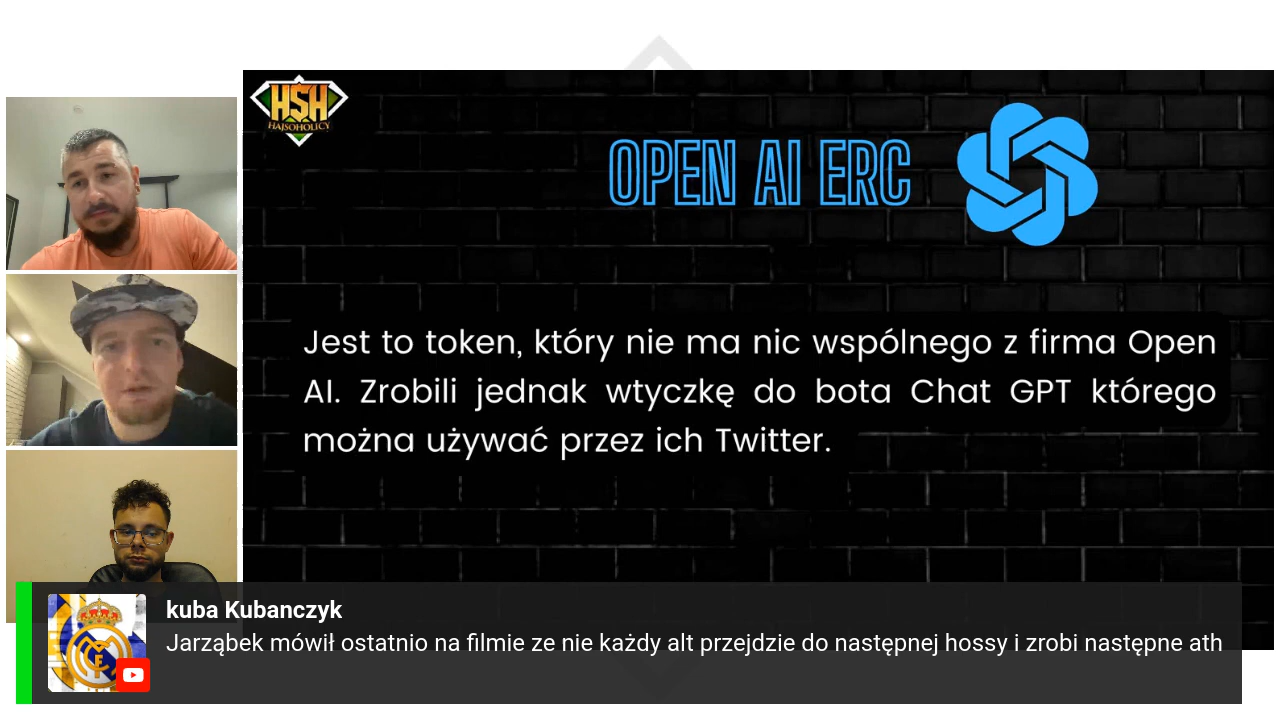 H$H
HAJSOHOLICY
OPEN AI ERC
Jest to token, który nie ma nic wspólnego z firma Open
AI. Zrobili jednak wtyczkę do bota Chat GPT którego
można używać przez ich Twitter.
kuba Kubanczyk
Jarząbek mówił ostatnio na filmie ze nie każdy alt przejdzie do następnej hossy i zrobi następne ath